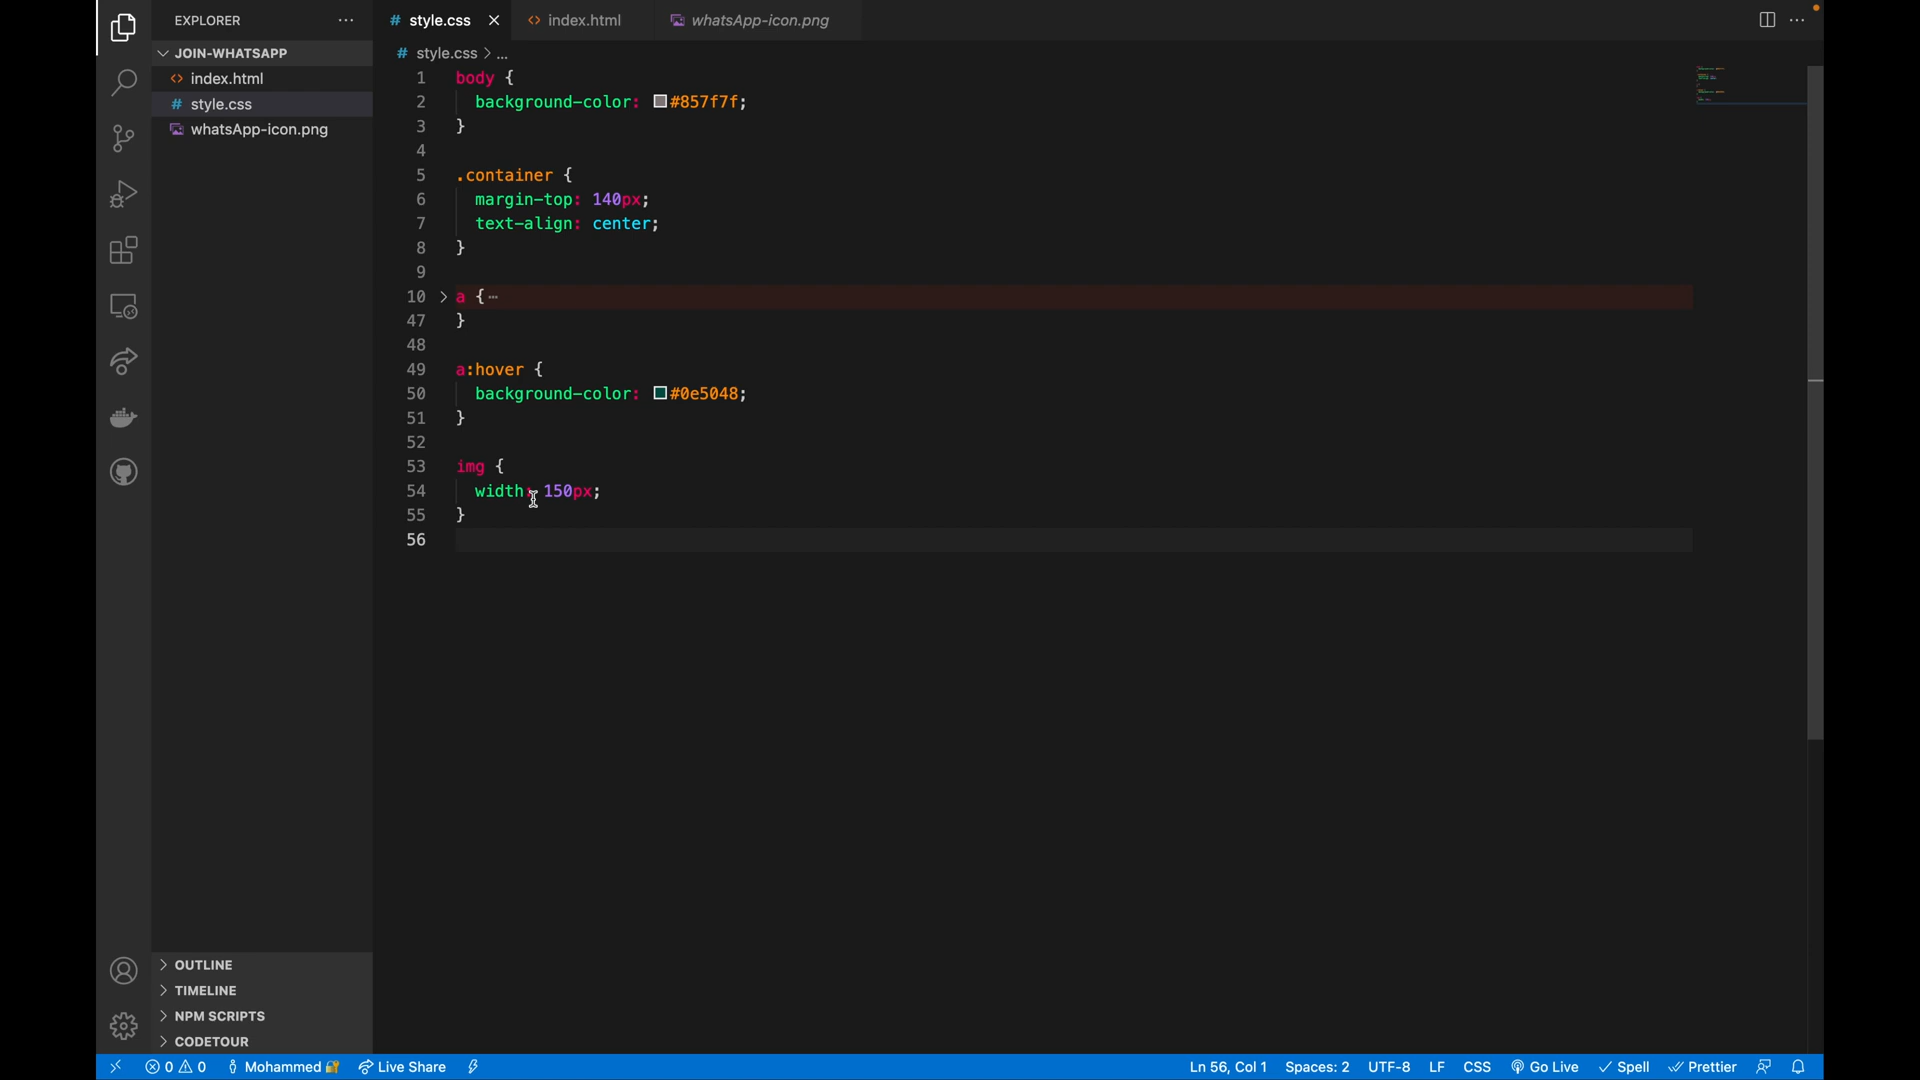 EXPLORER
JOIN-WHATSAPP
index.html
style.css
whatsApp-icon.png
OUTLINE
TIMELINE
NPM SCRIPTS
CODETOUR
style.css
index.html
whatsApp-icon.png
style.css > ...
1 body {
2 background-color: #857f7f;
3 }
4
5 .container {
6 margin-top: 140px;
7 text-align: center;
8 }
9
10 a {⋯
47 }
48
49 a:hover {
50 background-color: #0e5048;
51 }
52
53 img {
54 width: 150px;
55 }
56
0 0 Mohammed Live Share Ln 56, Col 1 Spaces: 2 UTF-8 LF CSS Go Live Spell Prettier